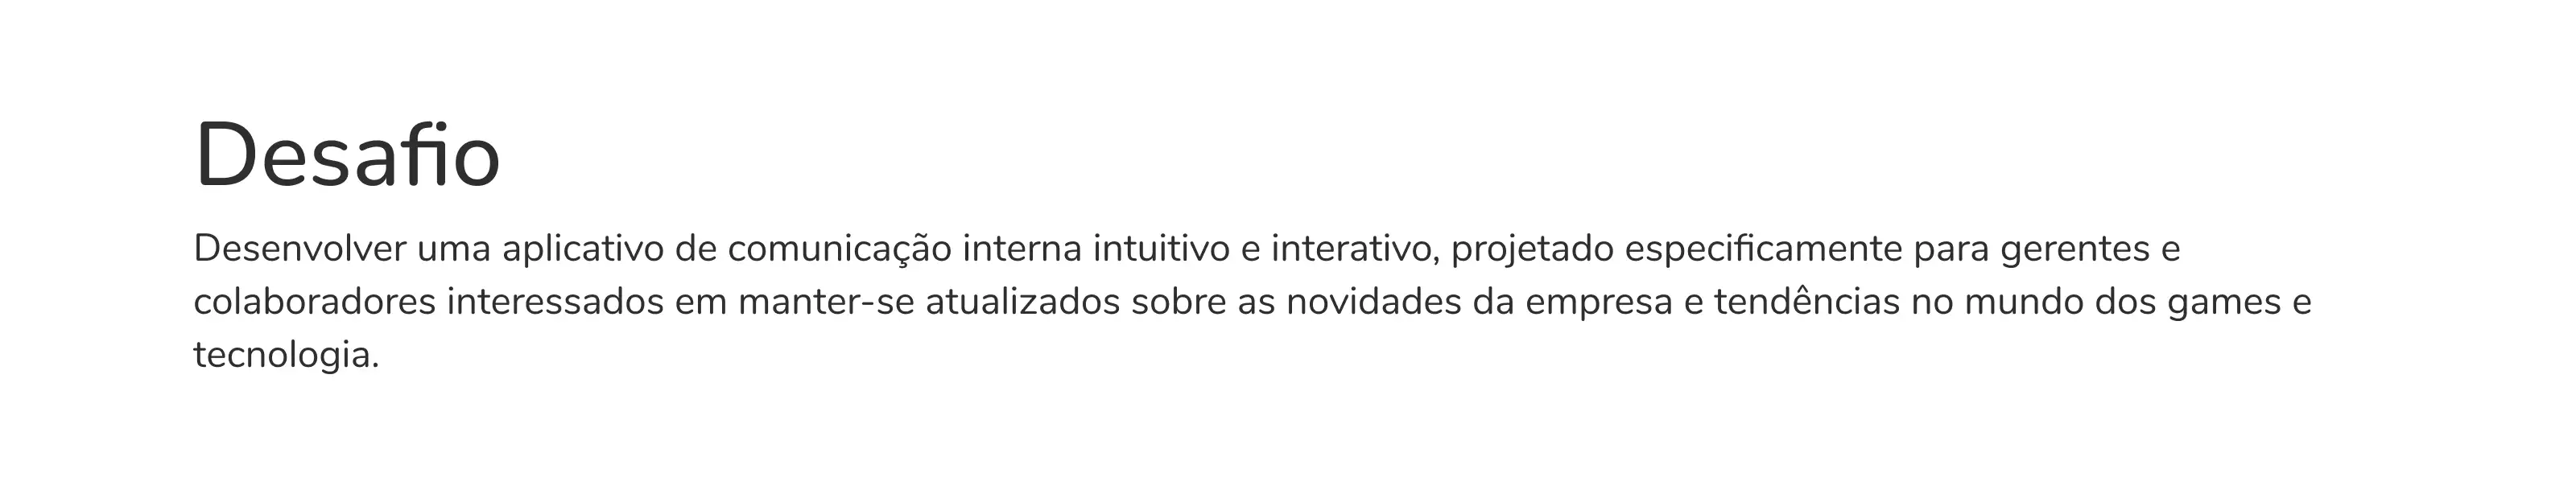 Desafio
Desenvolver uma aplicativo de comunicação interna intuitivo e interativo, projetado especificamente para gerentes e
colaboradores interessados em manter-se atualizados sobre as novidades da empresa e tendências no mundo dos games e
tecnologia.